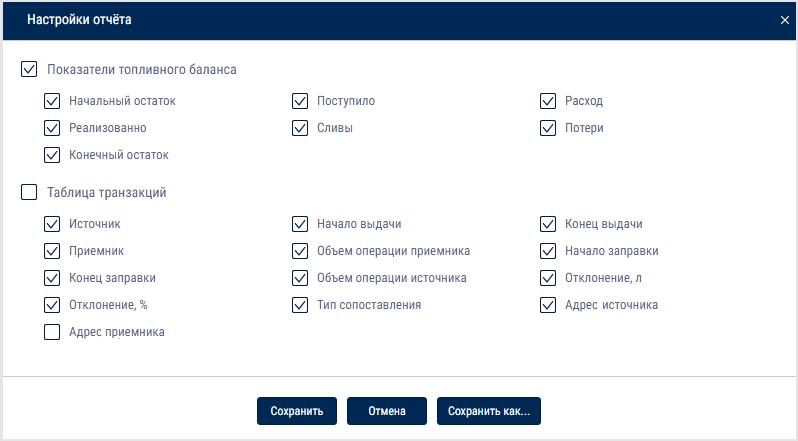 Настройки отчёта
Показатели топливного баланса
Начальный остаток Поступило Расход
Реализованно Сливы Потери
Конечный остаток
Таблица транзакций
Источник Начало выдачи Конец выдачи
Приемник Объем операции приемника Начало заправки
Конец заправки Объем операции источника Отклонение, л
Отклонение, % Тип сопоставления Адрес источника
Адрес приемника
Сохранить Отмена Сохранить как...